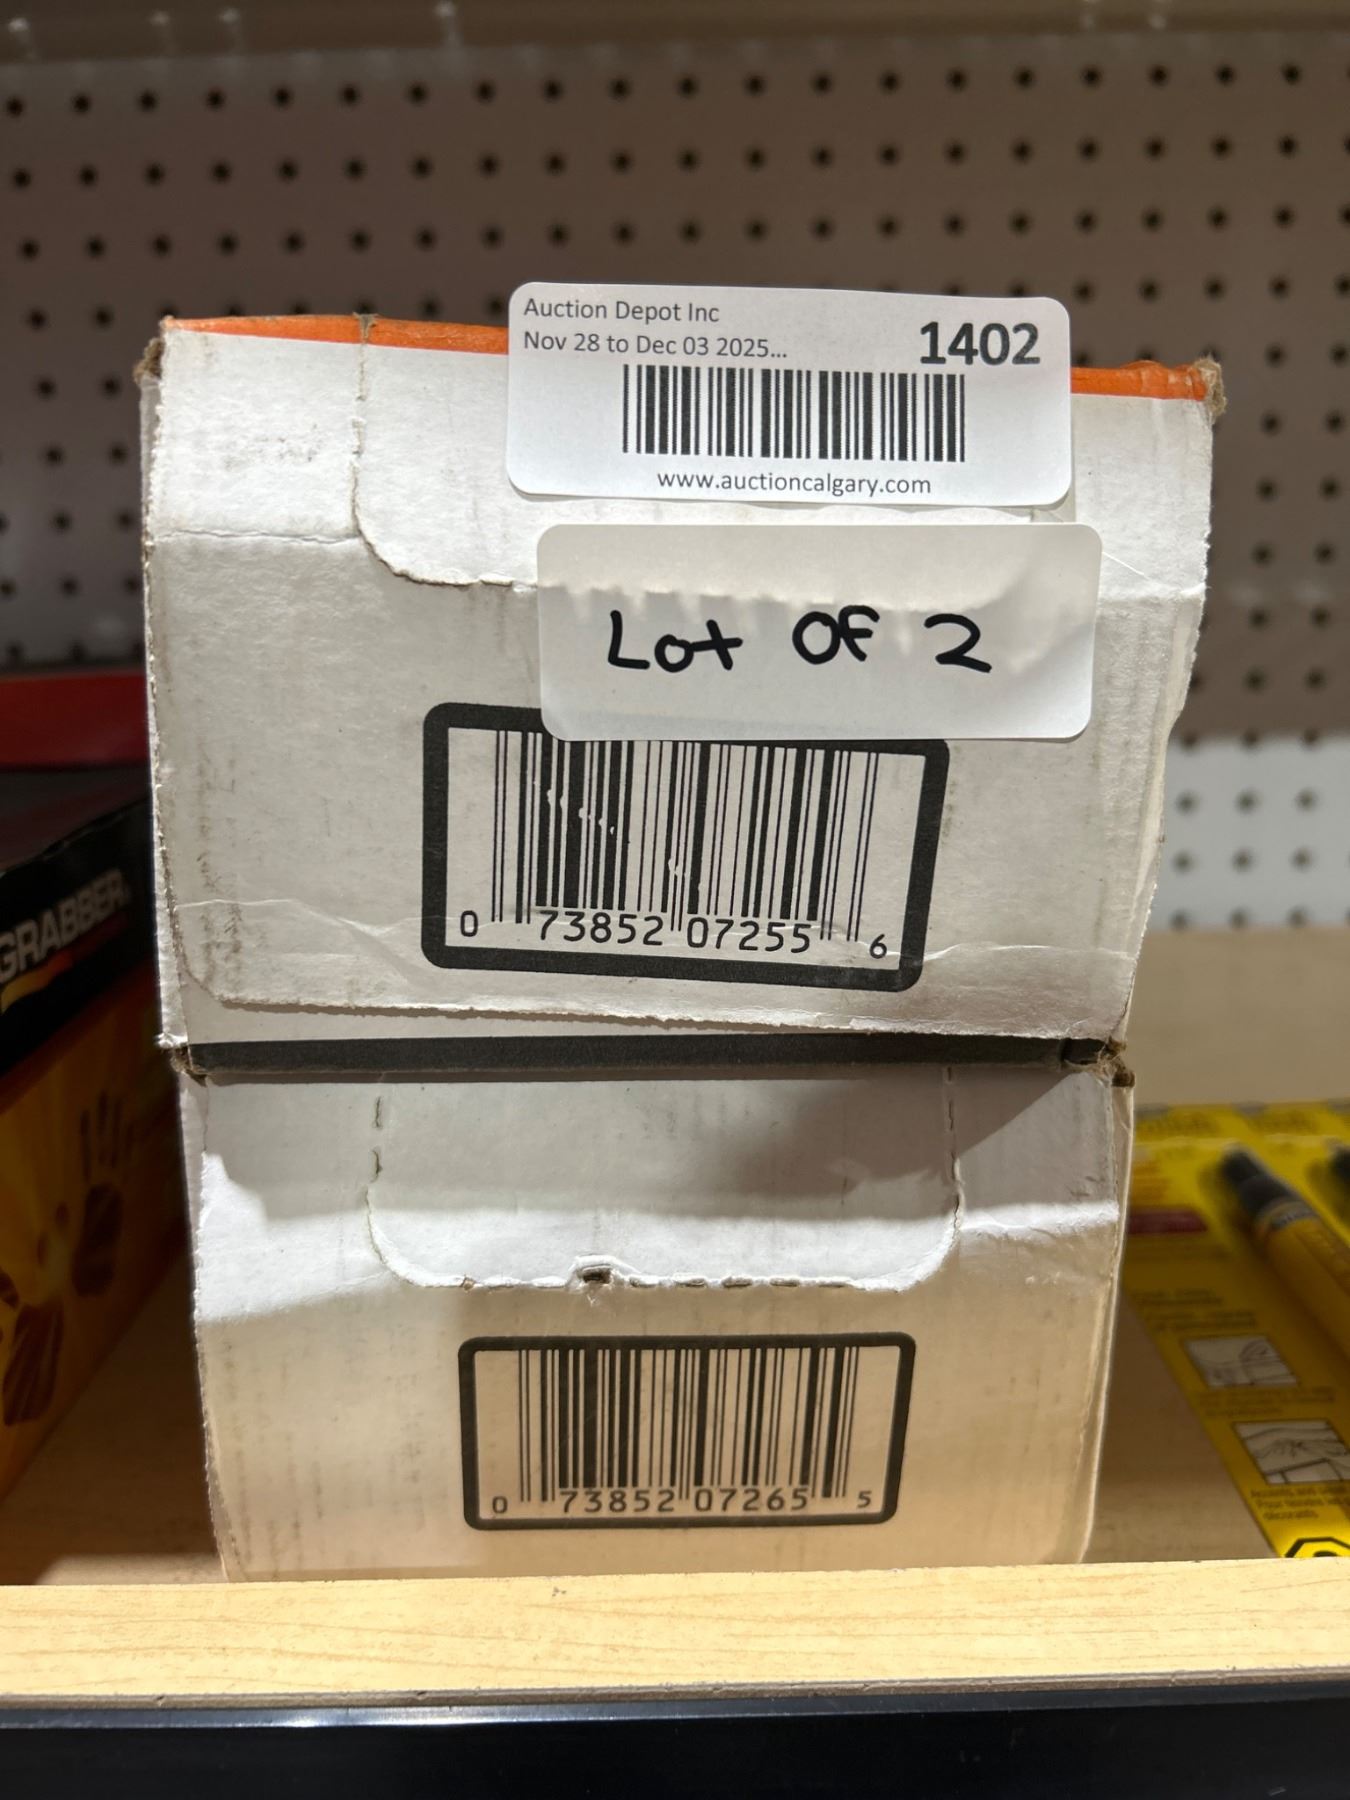 Auction Depot Inc
Nov 28 to Dec 03 2025...
1402
www.auctioncalgary.com
Lot OF 2
0 73852 07255 6
GRABBER
0 73852 07265 5